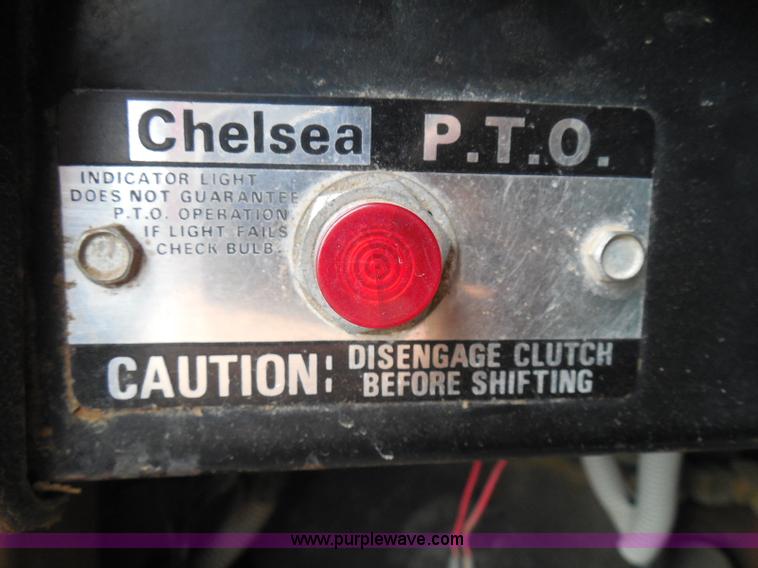 Chelsea P.T.O.
INDICATOR LIGHT
DOES NOT GUARANTEE
P.T.O. OPERATION
IF LIGHT FAILS
CHECK BULB.
CAUTION: DISENGAGE CLUTCH
BEFORE SHIFTING
www.purplewave.com